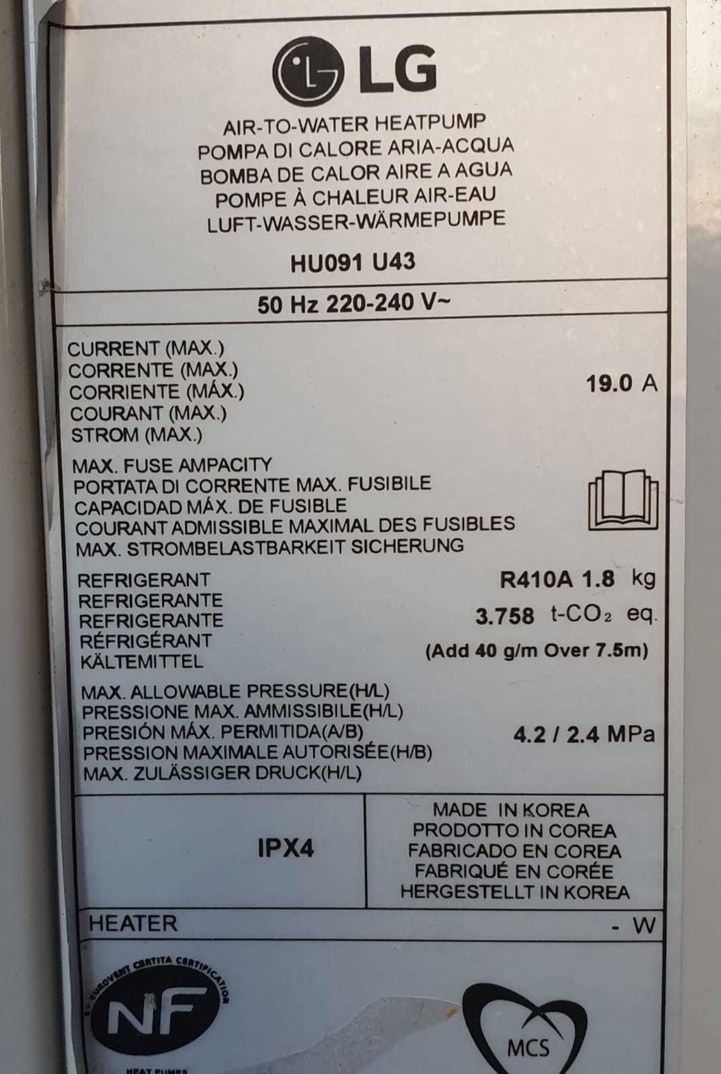 LG
AIR-TO-WATER HEATPUMP
POMPA DI CALORE ARIA-ACQUA
BOMBA DE CALOR AIRE A AGUA
POMPE À CHALEUR AIR-EAU
LUFT-WASSER-WÄRMEPUMPE
HU091 U43
50 Hz 220-240 V~
CURRENT (MAX.)
CORRENTE (MAX.)
CORRIENTE (MÁX.)
COURANT (MAX.)
STROM (MAX.)
19.0 A
MAX. FUSE AMPACITY
PORTATA DI CORRENTE MAX. FUSIBILE
CAPACIDAD MÁX. DE FUSIBLE
COURANT ADMISSIBLE MAXIMAL DES FUSIBLES
MAX. STROMBELASTBARKEIT SICHERUNG
REFRIGERANT
REFRIGERANTE
REFRIGERANTE
RÉFRIGÉRANT
KÄLTEMITTEL
R410A 1.8 kg
3.758 t-CO₂ eq.
(Add 40 g/m Over 7.5m)
MAX. ALLOWABLE PRESSURE(H/L)
PRESSIONE MAX. AMMISSIBILE(H/L)
PRESIÓN MÁX. PERMITIDA(A/B)
PRESSION MAXIMALE AUTORISÉE(H/B)
MAX. ZULÄSSIGER DRUCK(H/L)
4.2 / 2.4 MPa
IPX4
MADE IN KOREA
PRODOTTO IN COREA
FABRICADO EN COREA
FABRIQUÉ EN CORÉE
HERGESTELLT IN KOREA
HEATER - W
BY EUROVENT CERTITA CERTIFICATION
NF
HEAT PUMPS
MCS